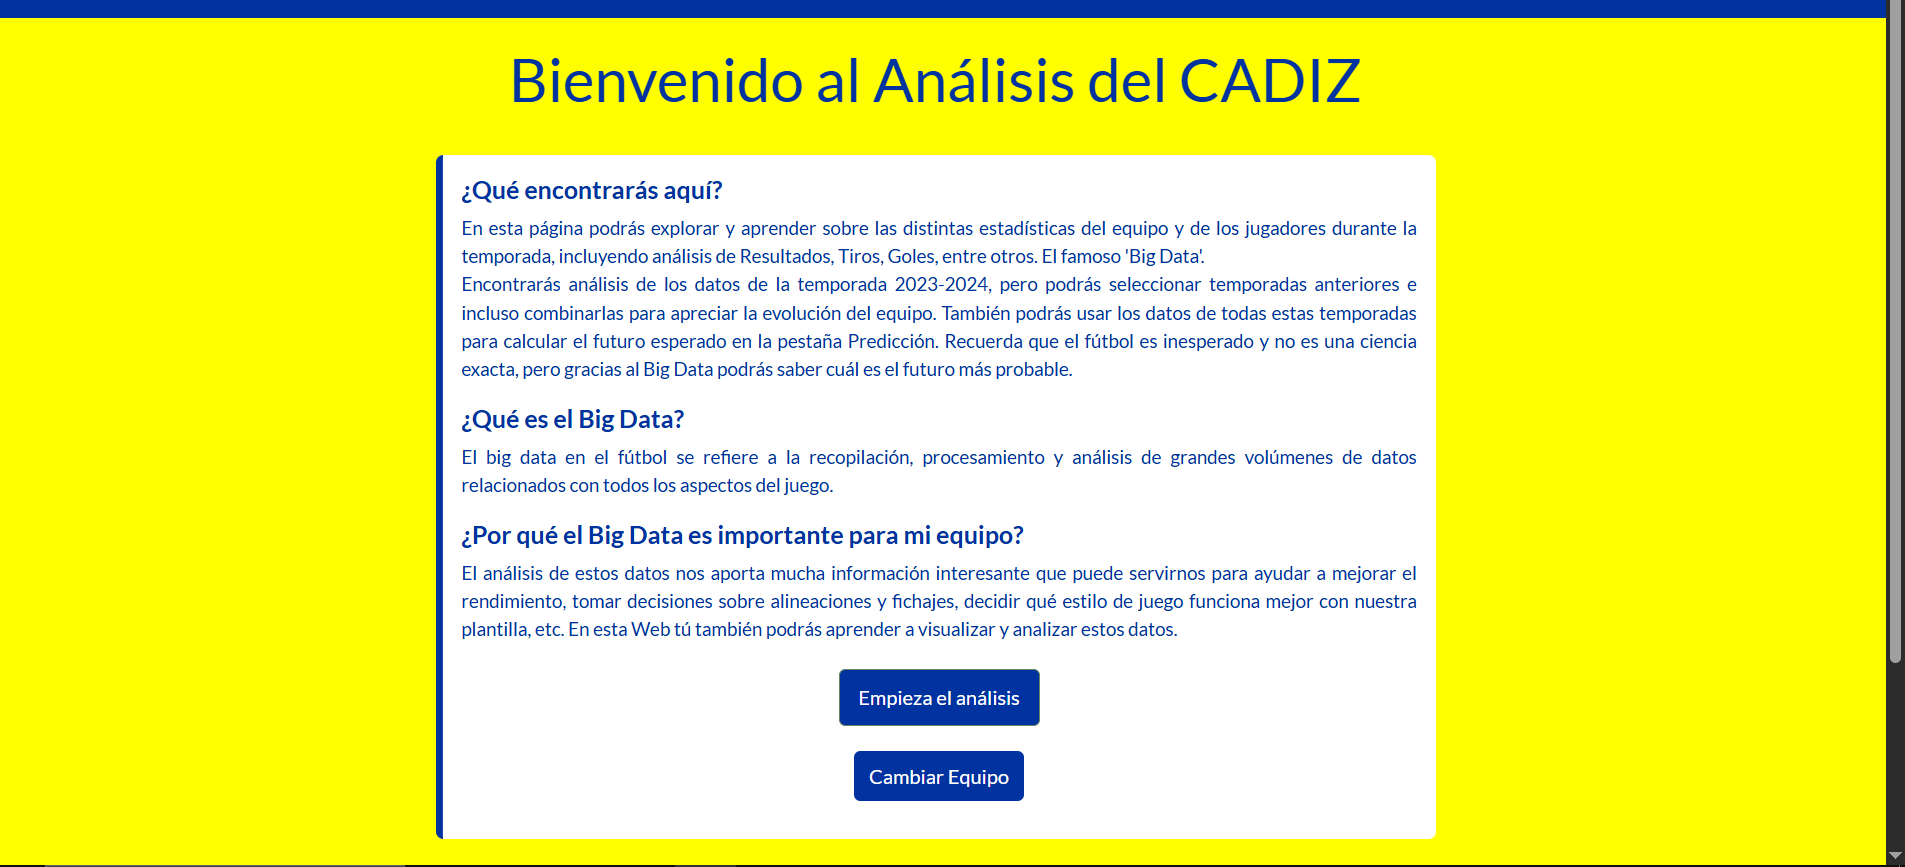 Bienvenido al Análisis del CADIZ
¿Qué encontrarás aquí?
En esta página podrás explorar y aprender sobre las distintas estadísticas del equipo y de los jugadores durante la
temporada, incluyendo análisis de Resultados, Tiros, Goles, entre otros. El famoso 'Big Data'.
Encontrarás análisis de los datos de la temporada 2023-2024, pero podrás seleccionar temporadas anteriores e
incluso combinarlas para apreciar la evolución del equipo. También podrás usar los datos de todas estas temporadas
para calcular el futuro esperado en la pestaña Predicción. Recuerda que el fútbol es inesperado y no es una ciencia
exacta, pero gracias al Big Data podrás saber cuál es el futuro más probable.
¿Qué es el Big Data?
El big data en el fútbol se refiere a la recopilación, procesamiento y análisis de grandes volúmenes de datos
relacionados con todos los aspectos del juego.
¿Por qué el Big Data es importante para mi equipo?
El análisis de estos datos nos aporta mucha información interesante que puede servirnos para ayudar a mejorar el
rendimiento, tomar decisiones sobre alineaciones y fichajes, decidir qué estilo de juego funciona mejor con nuestra
plantilla, etc. En esta Web tú también podrás aprender a visualizar y analizar estos datos.
Empieza el análisis
Cambiar Equipo